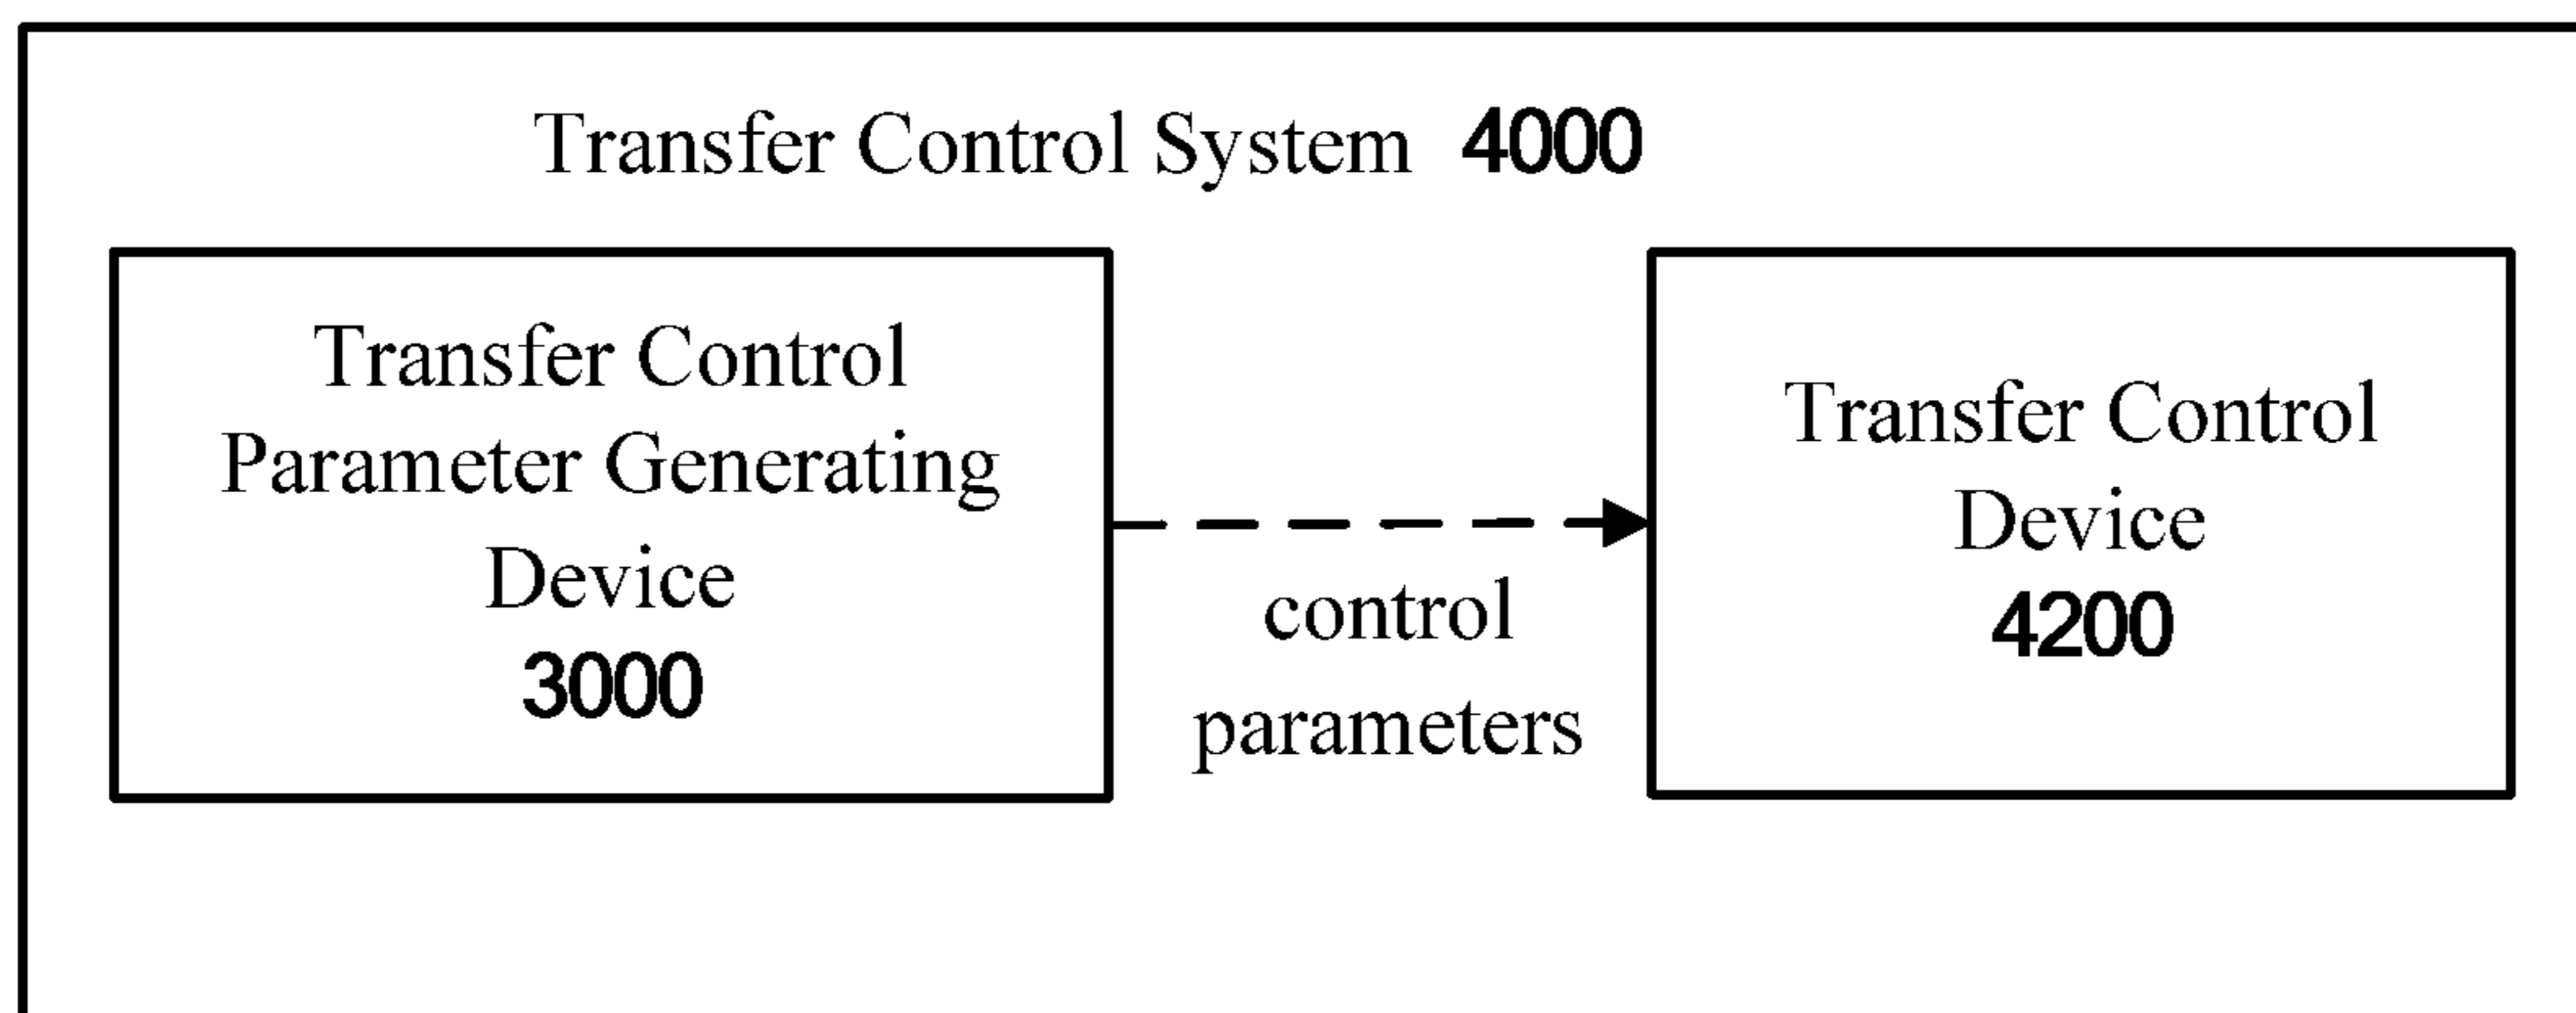 Transfer Control System 4000
Transfer Control
Parameter Generating
Device
3000
control
parameters
Transfer Control
Device
4200